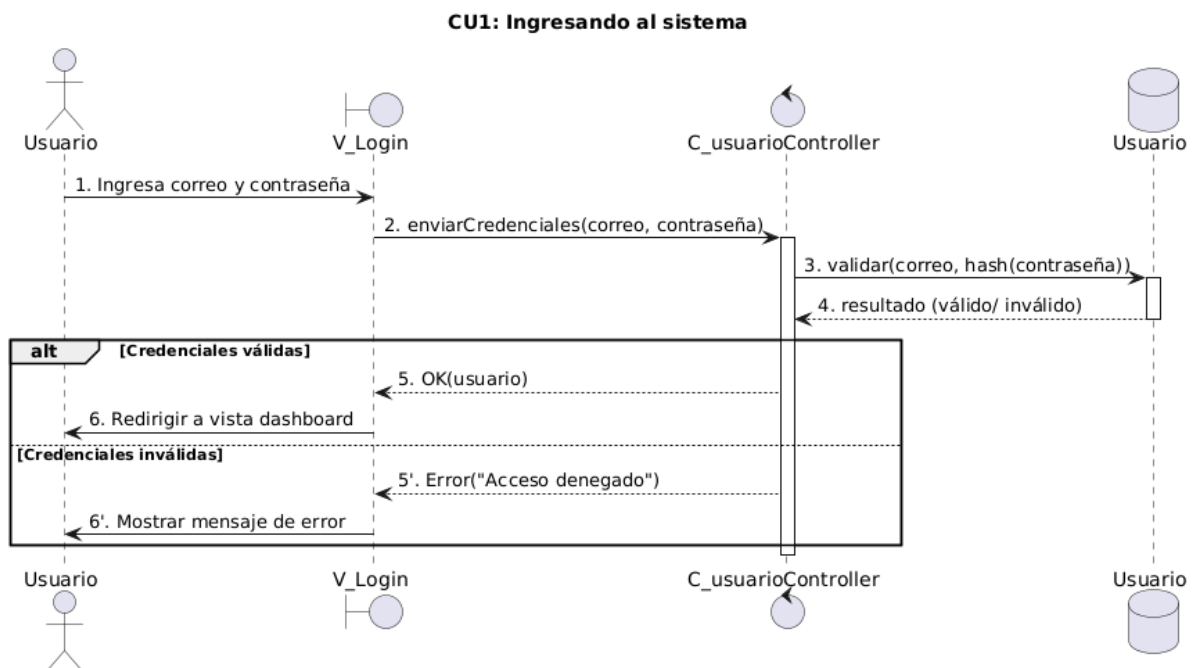 CU1: Ingresando al sistema
Usuario
V_Login
C_usuarioController
Usuario
1. Ingresa correo y contraseña
2. enviarCredenciales(correo, contraseña)
3. validar(correo, hash(contraseña))
4. resultado (válido/ inválido)
alt [Credenciales válidas]
5. OK(usuario)
6. Redirigir a vista dashboard
[Credenciales inválidas]
5'. Error("Acceso denegado")
6'. Mostrar mensaje de error
Usuario
V_Login
C_usuarioController
Usuario